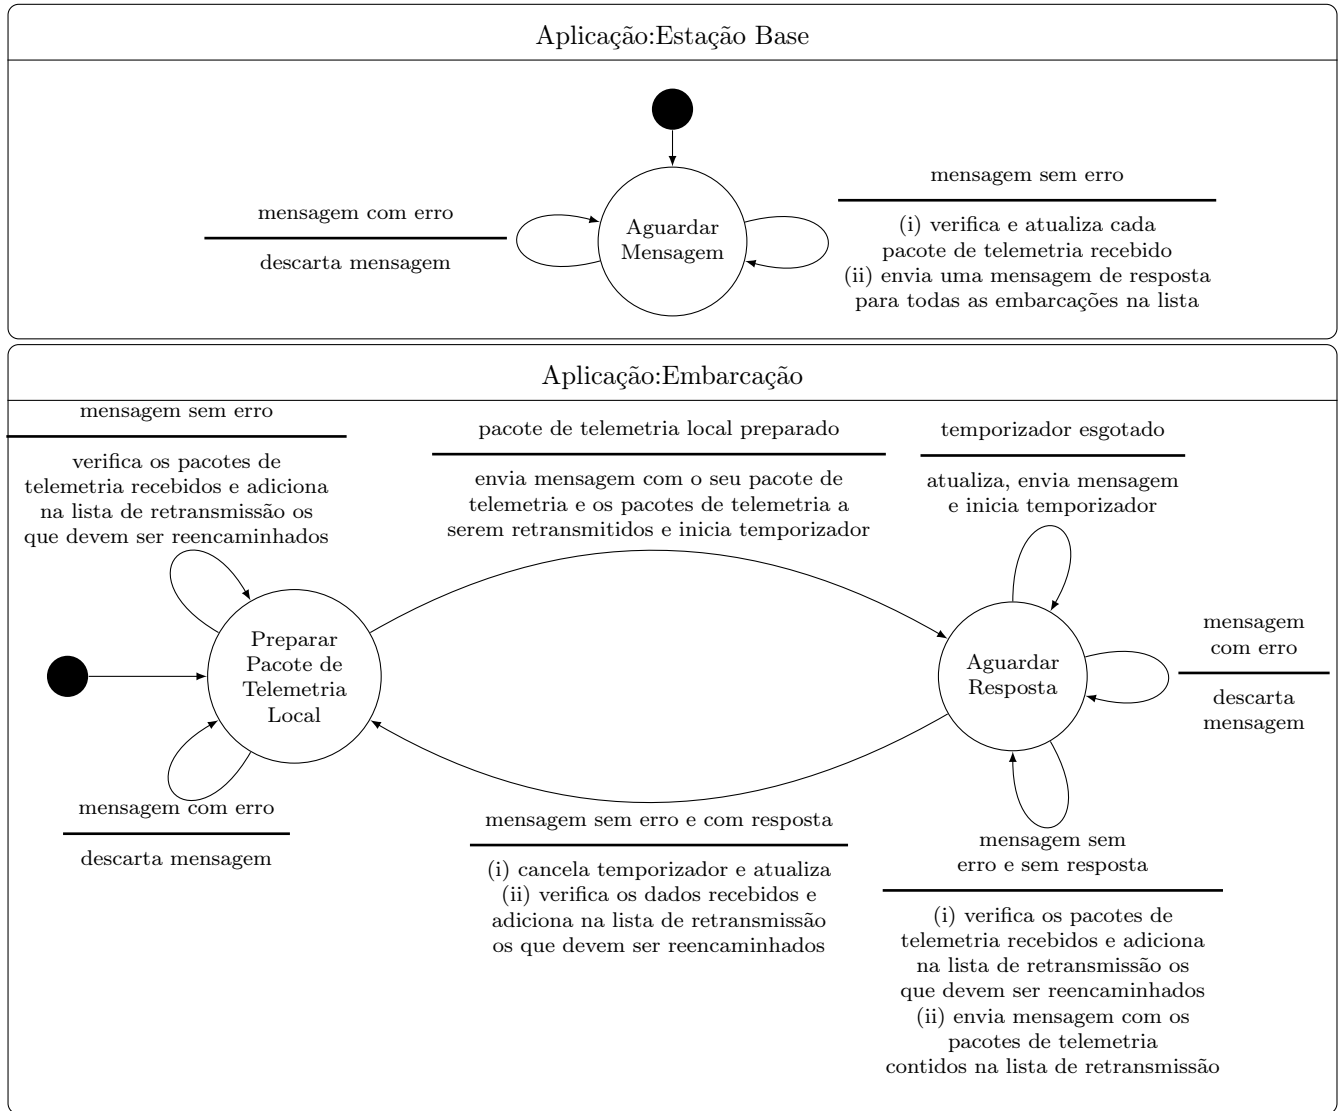 Aplicação:Estação Base
mensagem com erro
descarta mensagem
Aguardar
Mensagem
mensagem sem erro
(i) verifica e atualiza cada
pacote de telemetria recebido
(ii) envia uma mensagem de resposta
para todas as embarcações na lista
Aplicação:Embarcação
mensagem sem erro
verifica os pacotes de
telemetria recebidos e adiciona
na lista de retransmissão os
que devem ser reencaminhados
pacote de telemetria local preparado
envia mensagem com o seu pacote de
telemetria e os pacotes de telemetria a
serem retransmitidos e inicia temporizador
temporizador esgotado
atualiza, envia mensagem
e inicia temporizador
Preparar
Pacote de
Telemetria
Local
Aguardar
Resposta
mensagem
com erro
descarta
mensagem
mensagem com erro
descarta mensagem
mensagem sem erro e com resposta
(i) cancela temporizador e atualiza
(ii) verifica os dados recebidos e
adiciona na lista de retransmissão
os que devem ser reencaminhados
mensagem sem
erro e sem resposta
(i) verifica os pacotes de
telemetria recebidos e adiciona
na lista de retransmissão os
que devem ser reencaminhados
(ii) envia mensagem com os
pacotes de telemetria
contidos na lista de retransmissão